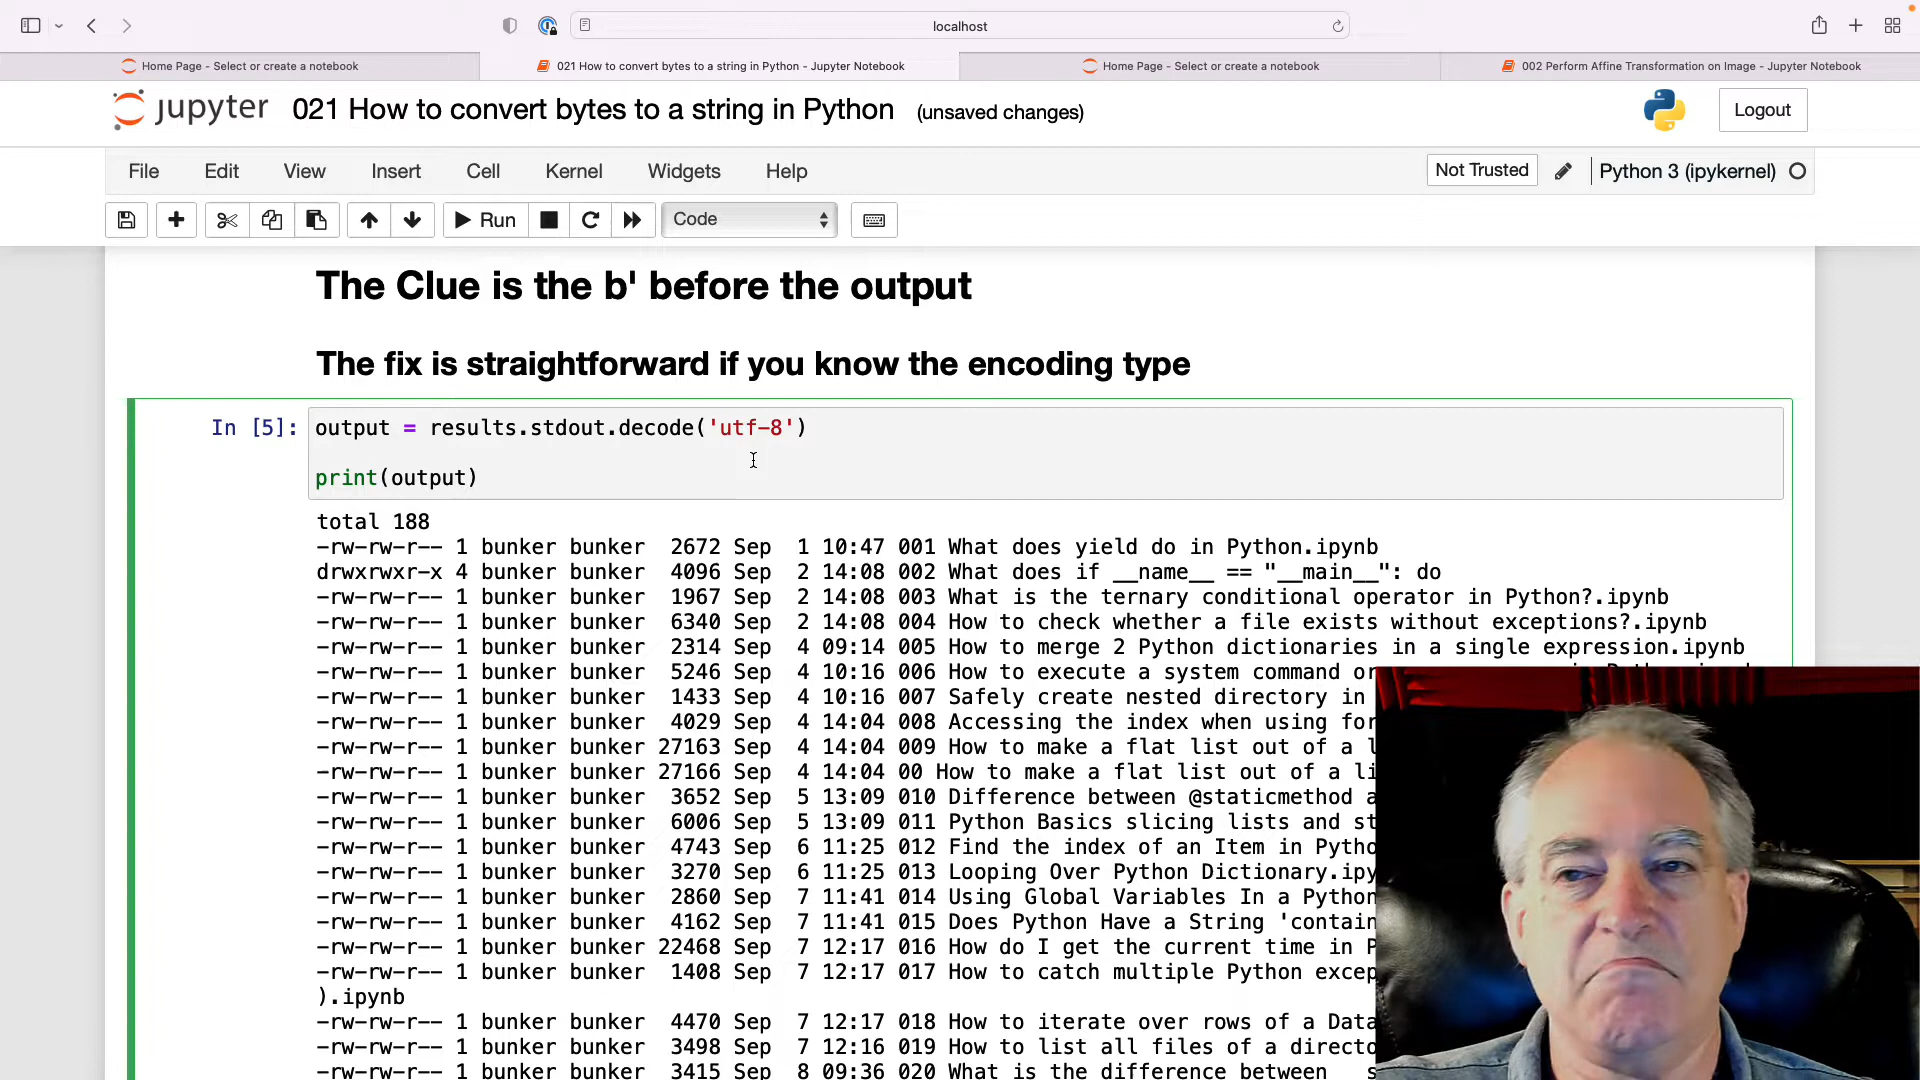 localhost
Home Page - Select or create a notebook
021 How to convert bytes to a string in Python - Jupyter Notebook
Home Page - Select or create a notebook
002 Perform Affine Transformation on Image - Jupyter Notebook
jupyter 021 How to convert bytes to a string in Python (unsaved changes)
Logout
File Edit View Insert Cell Kernel Widgets Help
Not Trusted
Python 3 (ipykernel)
Run
Code
The Clue is the b' before the output
The fix is straightforward if you know the encoding type
In [5]: output = results.stdout.decode('utf-8')
print(output)
total 188
-rw-rw-r-- 1 bunker bunker 2672 Sep 1 10:47 001 What does yield do in Python.ipynb
drwxrwxr-x 4 bunker bunker 4096 Sep 2 14:08 002 What does if __name__ == "__main__": do
-rw-rw-r-- 1 bunker bunker 1967 Sep 2 14:08 003 What is the ternary conditional operator in Python?.ipynb
-rw-rw-r-- 1 bunker bunker 6340 Sep 2 14:08 004 How to check whether a file exists without exceptions?.ipynb
-rw-rw-r-- 1 bunker bunker 2314 Sep 4 09:14 005 How to merge 2 Python dictionaries in a single expression.ipynb
-rw-rw-r-- 1 bunker bunker 5246 Sep 4 10:16 006 How to execute a system command or
-rw-rw-r-- 1 bunker bunker 1433 Sep 4 10:16 007 Safely create nested directory in
-rw-rw-r-- 1 bunker bunker 4029 Sep 4 14:04 008 Accessing the index when using for
-rw-rw-r-- 1 bunker bunker 27163 Sep 4 14:04 009 How to make a flat list out of a l
-rw-rw-r-- 1 bunker bunker 27166 Sep 4 14:04 00 How to make a flat list out of a li
-rw-rw-r-- 1 bunker bunker 3652 Sep 5 13:09 010 Difference between @staticmethod a
-rw-rw-r-- 1 bunker bunker 6006 Sep 5 13:09 011 Python Basics slicing lists and st
-rw-rw-r-- 1 bunker bunker 4743 Sep 6 11:25 012 Find the index of an Item in Pytho
-rw-rw-r-- 1 bunker bunker 3270 Sep 6 11:25 013 Looping Over Python Dictionary.ipy
-rw-rw-r-- 1 bunker bunker 2860 Sep 7 11:41 014 Using Global Variables In a Python
-rw-rw-r-- 1 bunker bunker 4162 Sep 7 11:41 015 Does Python Have a String 'contain
-rw-rw-r-- 1 bunker bunker 22468 Sep 7 12:17 016 How do I get the current time in P
-rw-rw-r-- 1 bunker bunker 1408 Sep 7 12:17 017 How to catch multiple Python excep
).ipynb
-rw-rw-r-- 1 bunker bunker 4470 Sep 7 12:17 018 How to iterate over rows of a Data
-rw-rw-r-- 1 bunker bunker 3498 Sep 7 12:16 019 How to list all files of a directo
-rw-rw-r-- 1 bunker bunker 3415 Sep 8 09:36 020 What is the difference between __s